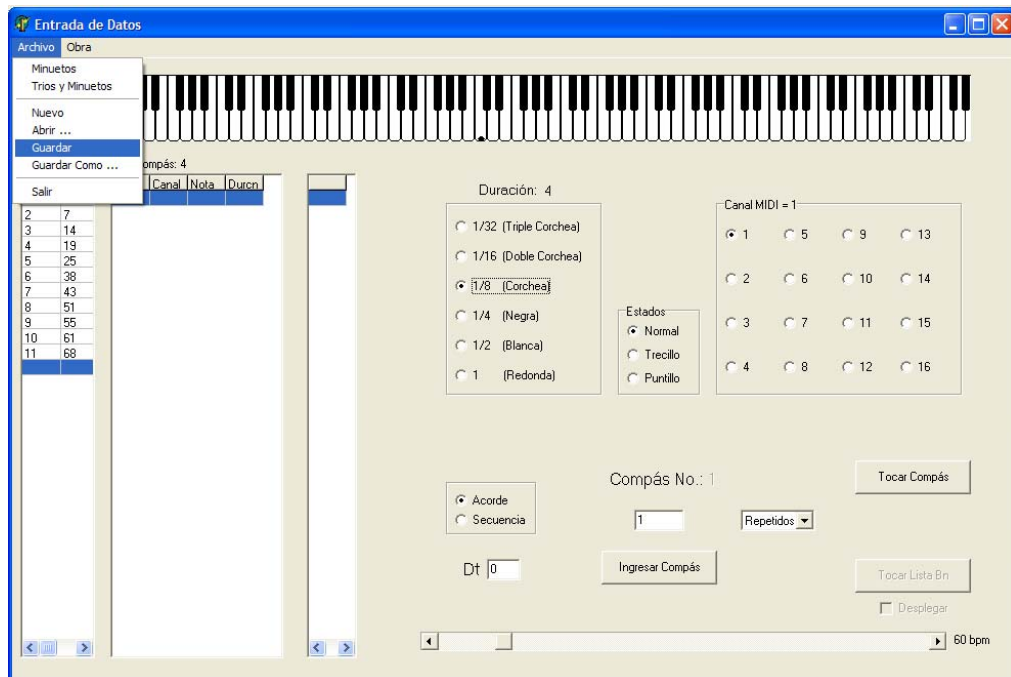 Entrada de Datos
Archivo Obra
Minuetos
Trios y Minuetos
Nuevo
Abrir ...
Guardar
Guardar Como ...
Salir
ompás: 4
Canal Nota Durcn
2 7
3 14
4 19
5 25
6 38
7 43
8 51
9 55
10 61
11 68
Duración: 4
1/32 (Triple Corchea)
1/16 (Doble Corchea)
1/8 (Corchea)
1/4 (Negra)
1/2 (Blanca)
1 (Redonda)
Estados
Normal
Trecillo
Puntillo
Canal MIDI = 1
1 5 9 13
2 6 10 14
3 7 11 15
4 8 12 16
Acorde
Secuencia
Dt 0
Compás No.: 1
1 Repetidos
Ingresar Compás
Tocar Compás
Tocar Lista Bn
Desplegar
60 bpm